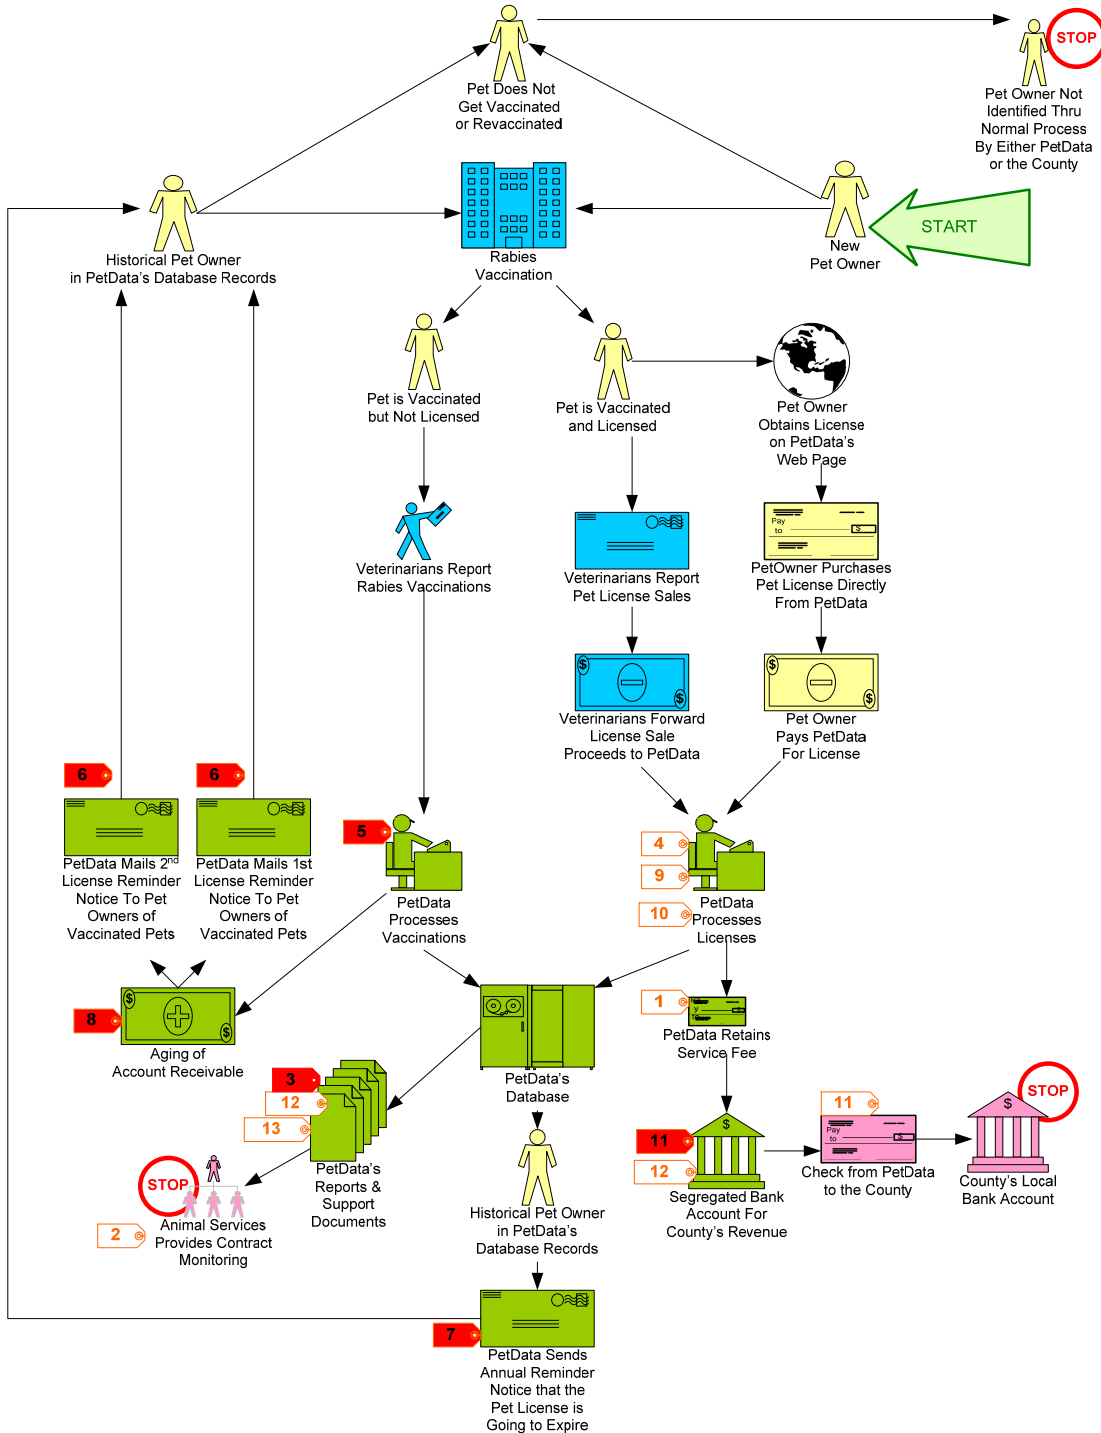 STOP
Pet Does Not
Get Vaccinated
or Revaccinated
Pet Owner Not
Identified Thru
Normal Process
By Either PetData
or the County
START
Historical Pet Owner
in PetData's Database Records
Rabies
Vaccination
New
Pet Owner
Pet is Vaccinated
but Not Licensed
Pet is Vaccinated
and Licensed
Pet Owner
Obtains License
on PetData's
Web Page
Pay
to
$
Veterinarians Report
Rabies Vaccinations
Veterinarians Report
Pet License Sales
PetOwner Purchases
Pet License Directly
From PetData
$
$
$
$
Veterinarians Forward
License Sale
Proceeds to PetData
Pet Owner
Pays PetData
For License
6
6
PetData Mails 2nd
License Reminder
Notice To Pet
Owners of
Vaccinated Pets
PetData Mails 1st
License Reminder
Notice To Pet
Owners of
Vaccinated Pets
5
PetData
Processes
Vaccinations
4
9
10
PetData
Processes
Licenses
8
$
$
Aging of
Account Receivable
1
PetData Retains
Service Fee
PetData's
Database
3
12
13
PetData's
Reports &
Support
Documents
STOP
2
Animal Services
Provides Contract
Monitoring
Historical Pet Owner
in PetData's
Database Records
11
12
$
Segregated Bank
Account For
County's Revenue
11
Pay
to
$
Check from PetData
to the County
STOP
$
County's Local
Bank Account
7
PetData Sends
Annual Reminder
Notice that the
Pet License is
Going to Expire